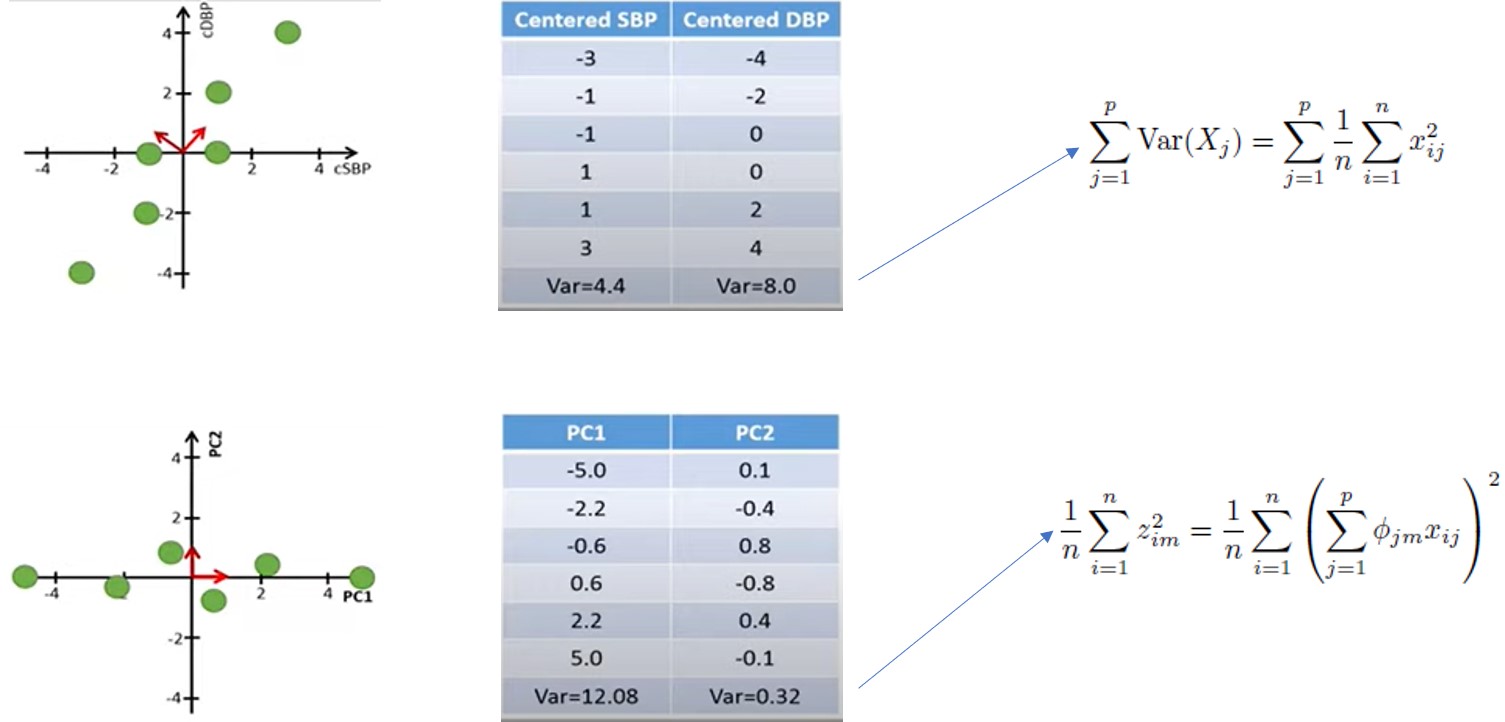 cDBP
4
2
-4 -2 2 4 cSBP
-2
-4
Centered SBP Centered DBP
-3 -4
-1 -2
-1 0
1 0
1 2
3 4
Var=4.4 Var=8.0
\sum_{j=1}^{p} Var(X_j) = \sum_{j=1}^{p} \frac{1}{n} \sum_{i=1}^{n} x_{ij}^2
PC2
4
2
-4 2 4 PC1
-2
-4
PC1 PC2
-5.0 0.1
-2.2 -0.4
-0.6 0.8
0.6 -0.8
2.2 0.4
5.0 -0.1
Var=12.08 Var=0.32
\frac{1}{n} \sum_{i=1}^{n} z_{im}^2 = \frac{1}{n} \sum_{i=1}^{n} \left( \sum_{j=1}^{p} \phi_{jm} x_{ij} \right)^2